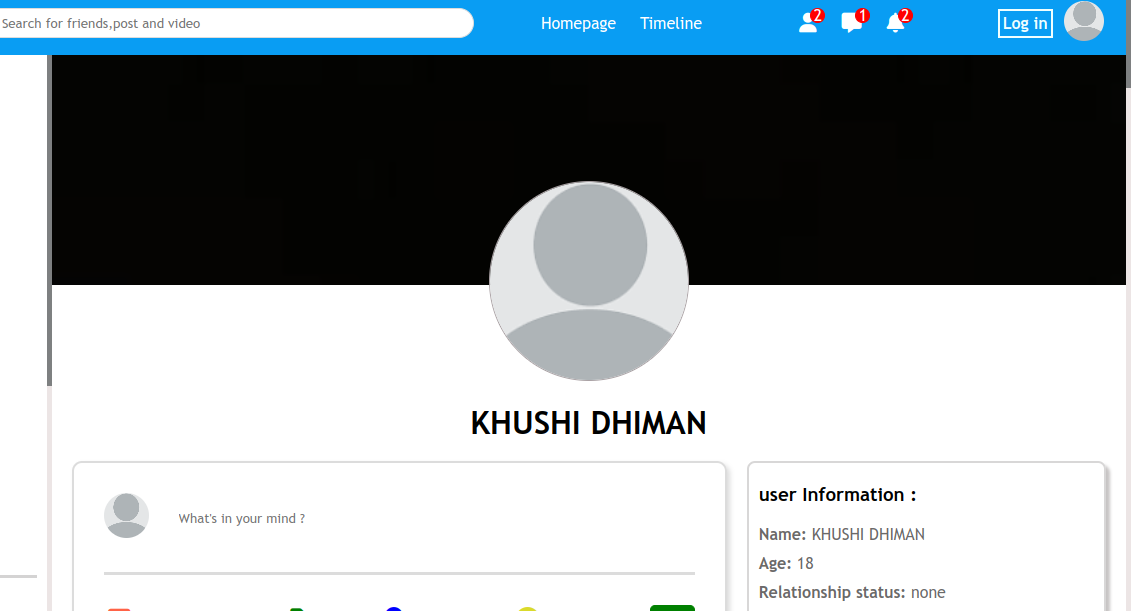 Search for friends,post and video
Homepage Timeline 2 1 2 Log in
KHUSHI DHIMAN
What's in your mind ?
user Information :
Name: KHUSHI DHIMAN
Age: 18
Relationship status: none